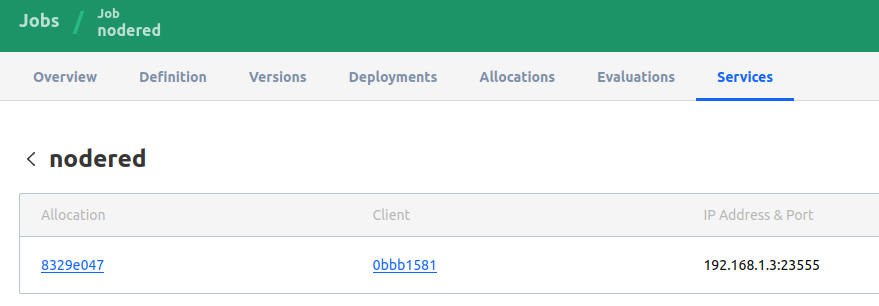 Jobs / Job
nodered
Overview Definition Versions Deployments Allocations Evaluations Services
nodered
Allocation Client IP Address & Port
8329e047 0bbb1581 192.168.1.3:23555